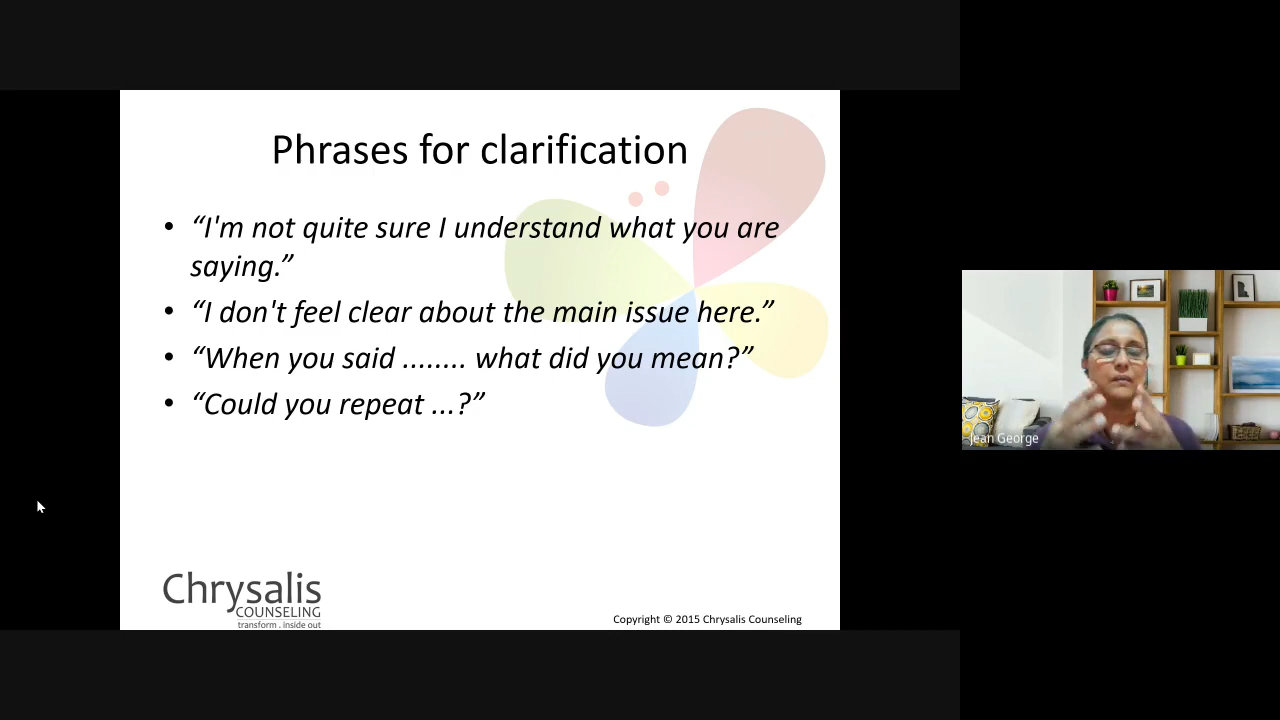 Phrases for clarification
• “I'm not quite sure I understand what you are
saying.”
• “I don't feel clear about the main issue here.”
• “When you said ........ what did you mean?”
• “Could you repeat ...?”
Jean George
Chrysalis
COUNSELING
transform . inside out
Copyright © 2015 Chrysalis Counseling